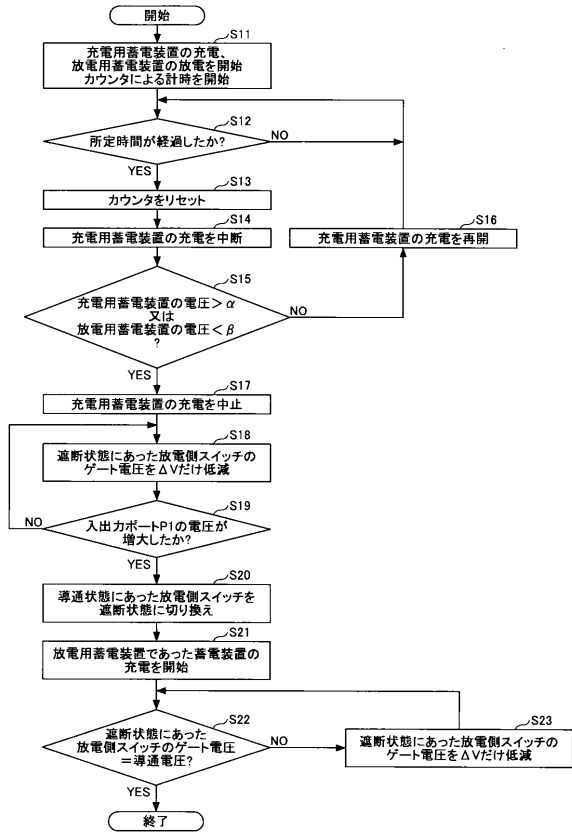 開始
S11
充電用蓄電装置の充電、
放電用蓄電装置の放電を開始
カウンタによる計時を開始
S12
所定時間が経過したか?
NO
YES
S13
カウンタをリセット
S14
充電用蓄電装置の充電を中断
S16
充電用蓄電装置の充電を再開
S15
充電用蓄電装置の電圧>α
又は
放電用蓄電装置の電圧<β
?
NO
YES
S17
充電用蓄電装置の充電を中止
S18
遮断状態にあった放電側スイッチの
ゲート電圧をΔVだけ低減
S19
入出力ポートP1の電圧が
増大したか?
NO
YES
S20
導通状態にあった放電側スイッチを
遮断状態に切り換え
S21
放電用蓄電装置であった蓄電装置の
充電を開始
S22
遮断状態にあった
放電側スイッチのゲート電圧
=導通電圧?
NO
S23
遮断状態にあった放電側スイッチの
ゲート電圧をΔVだけ低減
YES
終了